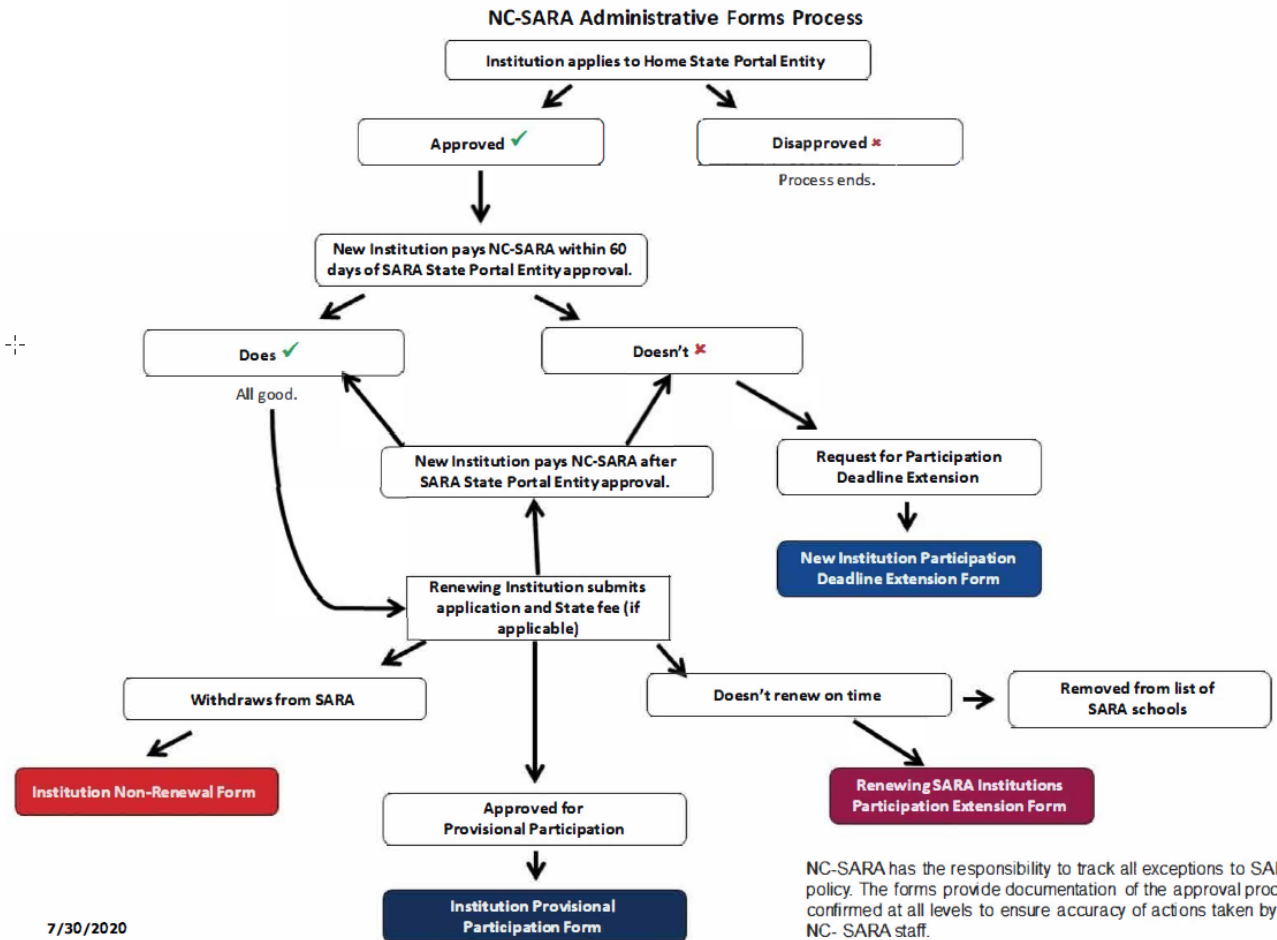 NC-SARA Administrative Forms Process
Institution applies to Home State Portal Entity
Approved ✓
Disapproved ✖
Process ends.
New Institution pays NC-SARA within 60
days of SARA State Portal Entity approval.
Does ✓
Doesn't ✖
All good.
New Institution pays NC-SARA after
SARA State Portal Entity approval.
Request for Participation
Deadline Extension
New Institution Participation
Deadline Extension Form
Renewing Institution submits
application and State fee (if
applicable)
Withdraws from SARA
Doesn't renew on time
Removed from list of
SARA schools
Institution Non-Renewal Form
Renewing SARA Institutions
Participation Extension Form
Approved for
Provisional Participation
Institution Provisional
Participation Form
NC-SARA has the responsibility to track all exceptions to
policy. The forms provide documentation of the approval
confirmed at all levels to ensure accuracy of actions taken by
NC- SARA staff.
7/30/2020